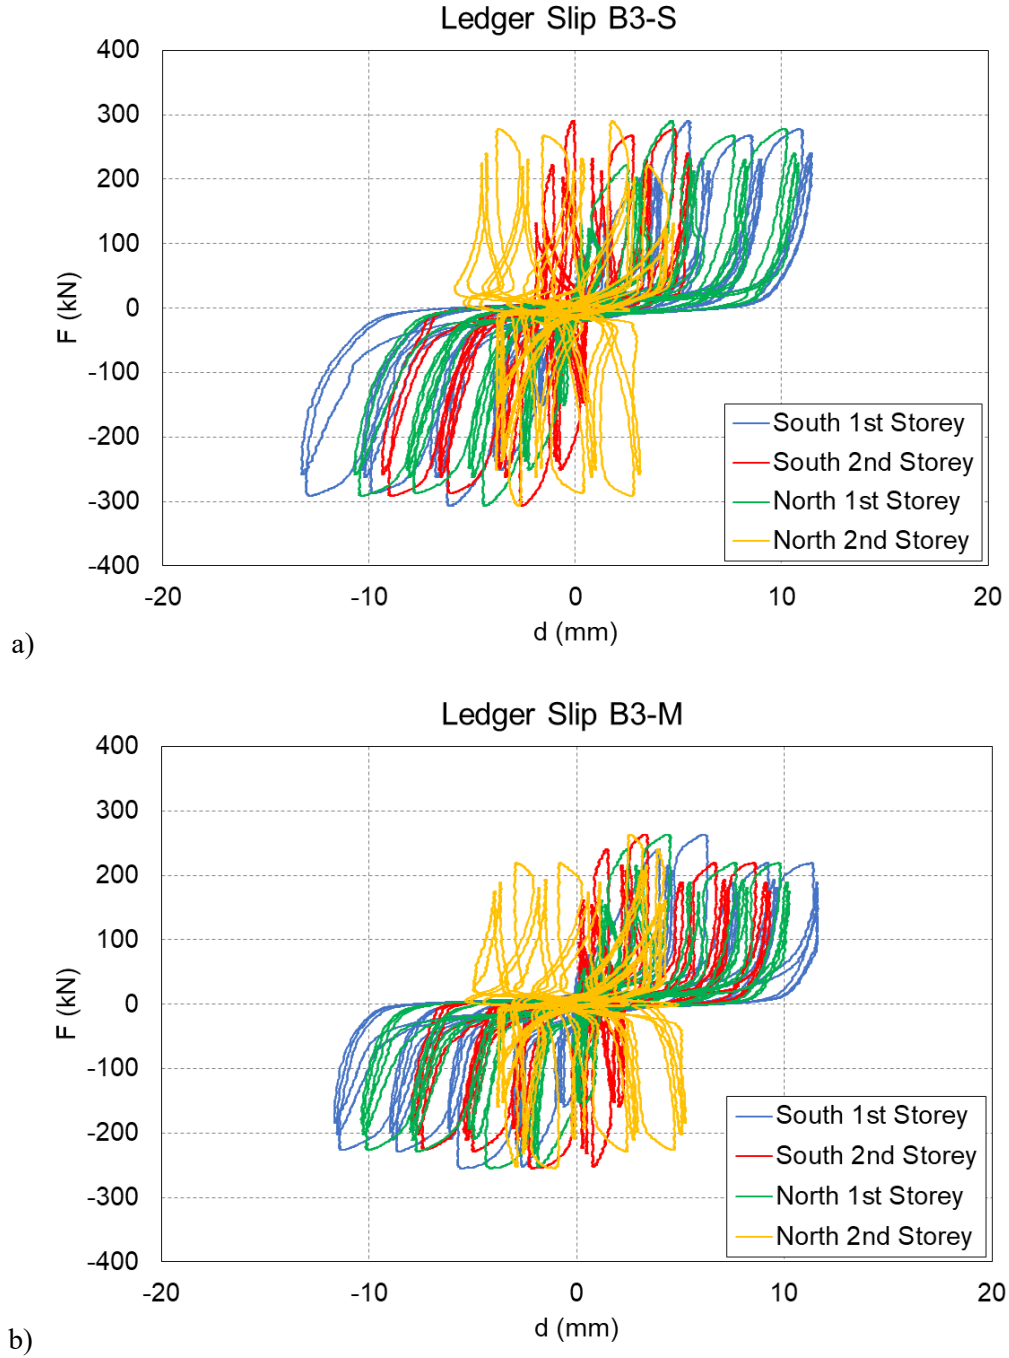 Ledger Slip B3-S
400
300
200
100
0
-100
-200
-300
-400
F (kN)
-20 -10 0 10 20
d (mm)
South 1st Storey
South 2nd Storey
North 1st Storey
North 2nd Storey
a)
Ledger Slip B3-M
400
300
200
100
0
-100
-200
-300
-400
F (kN)
-20 -10 0 10 20
d (mm)
South 1st Storey
South 2nd Storey
North 1st Storey
North 2nd Storey
b)